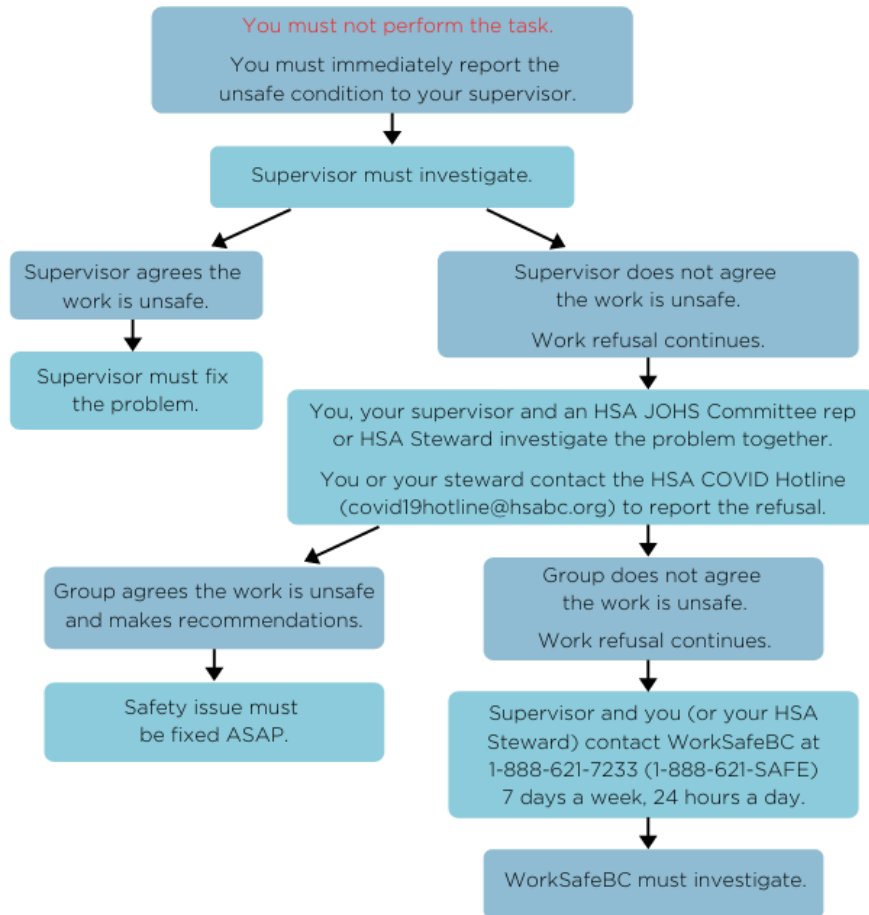 You must not perform the task.
You must immediately report the
unsafe condition to your supervisor.
Supervisor must investigate.
Supervisor agrees the
work is unsafe.
Supervisor does not agree
the work is unsafe.
Work refusal continues.
Supervisor must fix
the problem.
You, your supervisor and an HSA JOHS Committee rep
or HSA Steward investigate the problem together.
You or your steward contact the HSA COVID Hotline
(covid19hotline@hsabc.org) to report the refusal.
Group agrees the work is unsafe
and makes recommendations.
Group does not agree
the work is unsafe.
Work refusal continues.
Safety issue must
be fixed ASAP.
Supervisor and you (or your HSA
Steward) contact WorkSafeBC at
1-888-621-7233 (1-888-621-SAFE)
7 days a week, 24 hours a day.
WorkSafeBC must investigate.